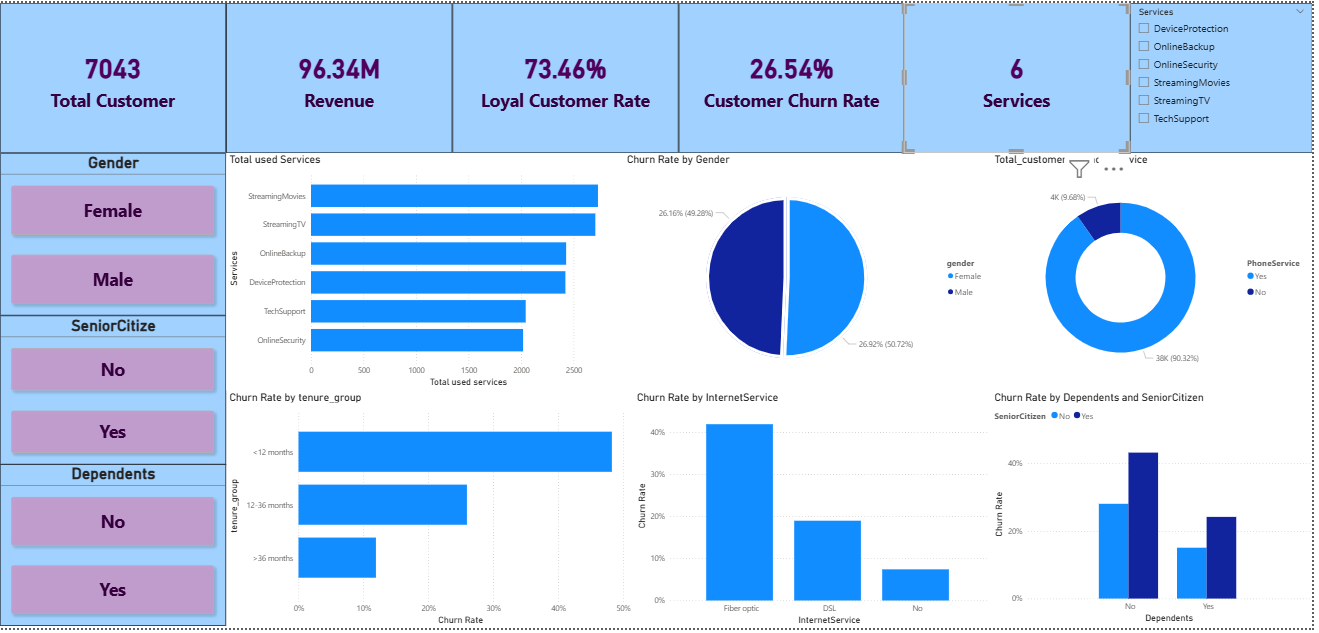 7043
Total Customer
96.34M
Revenue
73.46%
Loyal Customer Rate
26.54%
Customer Churn Rate
6
Services
Services
DeviceProtection
OnlineBackup
OnlineSecurity
StreamingMovies
StreamingTV
TechSupport
Gender
Female
Male
SeniorCitize
No
Yes
Dependents
No
Yes
Total used Services
Services
StreamingMovies
StreamingTV
OnlineBackup
DeviceProtection
TechSupport
OnlineSecurity
0 500 1000 1500 2000 2500
Total used services
Churn Rate by Gender
26.16% (49.28%)
26.92% (50.72%)
gender
Female
Male
Total_customer
vice
4K (9.68%)
38K (90.32%)
PhoneService
Yes
No
Churn Rate by tenure_group
tenure_group
<12 months
12-36 months
>36 months
0% 10% 20% 30% 40% 50%
Churn Rate
Churn Rate by InternetService
Churn Rate
40%
30%
20%
10%
0%
Fiber optic DSL No
InternetService
Churn Rate by Dependents and SeniorCitizen
SeniorCitizen No Yes
Churn Rate
40%
20%
0%
No Yes
Dependents